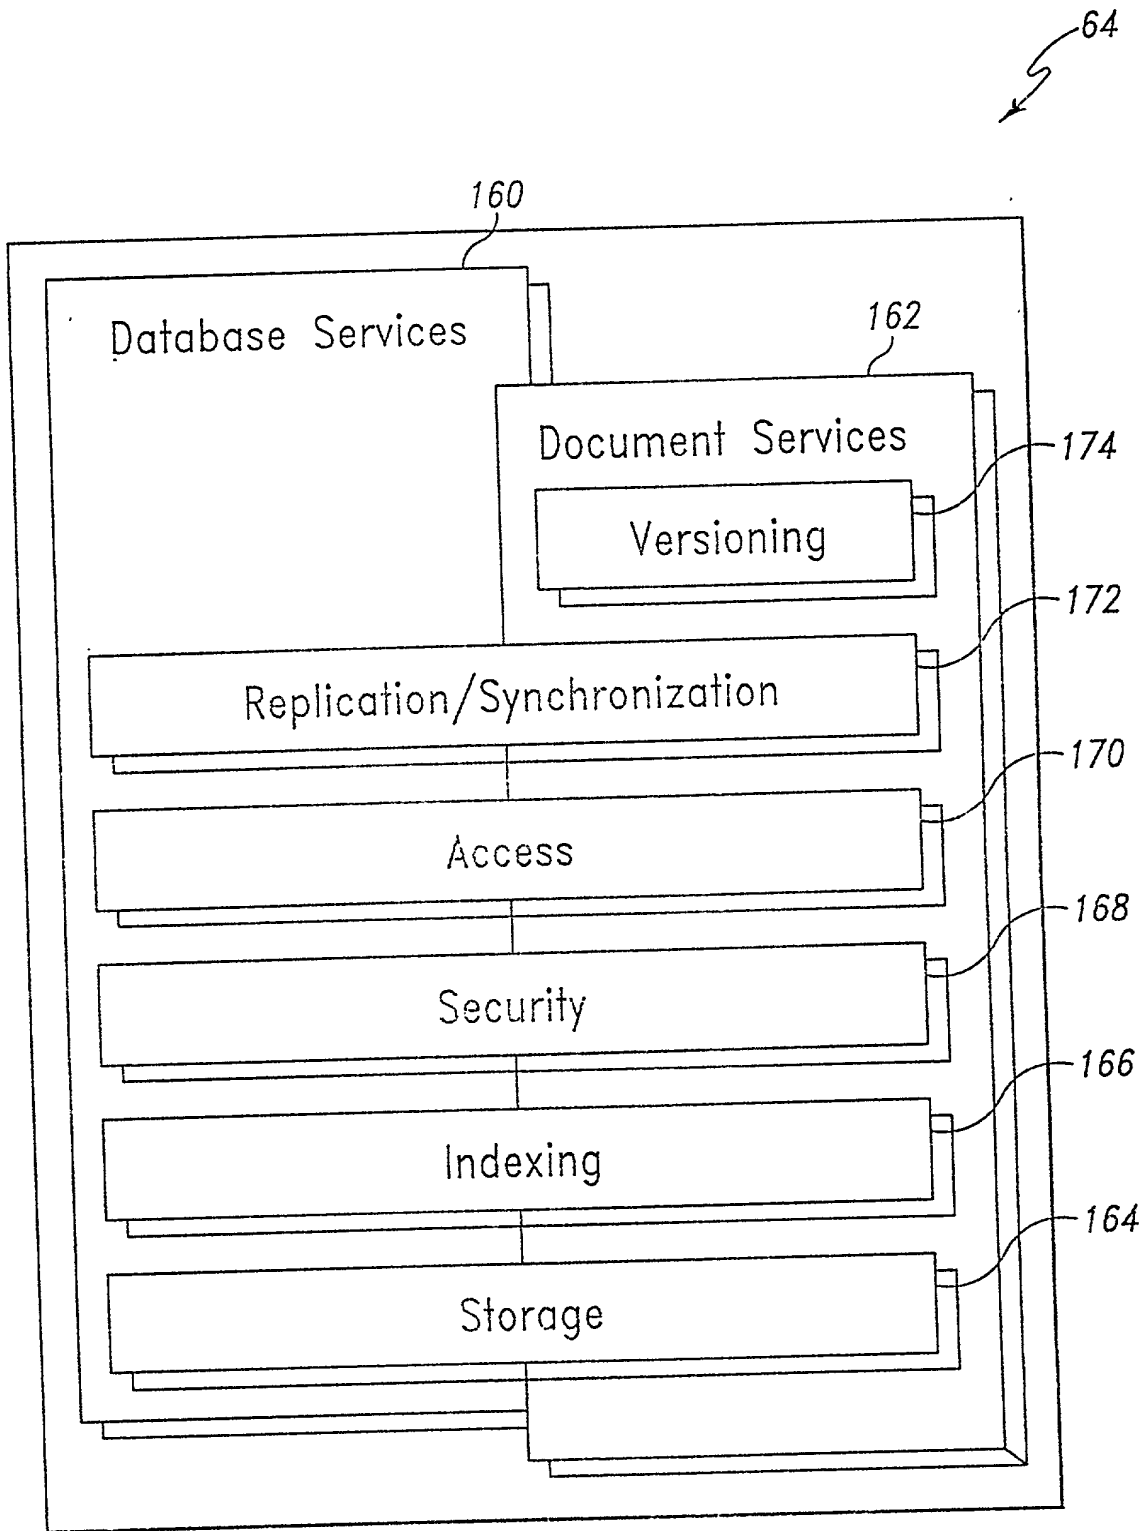 64
160
Database Services
162
Document Services
174
Versioning
172
Replication/Synchronization
170
Access
168
Security
166
Indexing
164
Storage